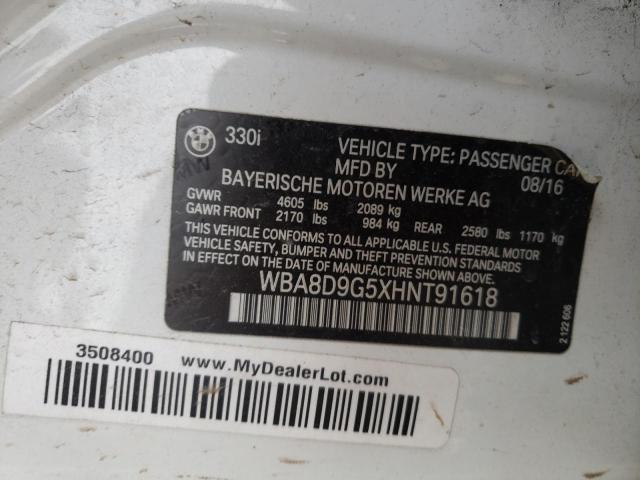 330i
VEHICLE TYPE: PASSENGER CAR
MFD BY 08/16
BAYERISCHE MOTOREN WERKE AG
GVWR 4605 lbs 2089 kg
GAWR FRONT 2170 lbs 984 kg REAR 2580 lbs 1170 kg
THIS VEHICLE CONFORMS TO ALL APPLICABLE U.S. FEDERAL MOTOR
VEHICLE SAFETY, BUMPER AND THEFT PREVENTION STANDARDS
IN EFFECT ON THE DATE OF MANUFACTURE SHOWN ABOVE.
WBA8D9G5XHNT91618
2 122 606
3508400 www.MyDealerLot.com